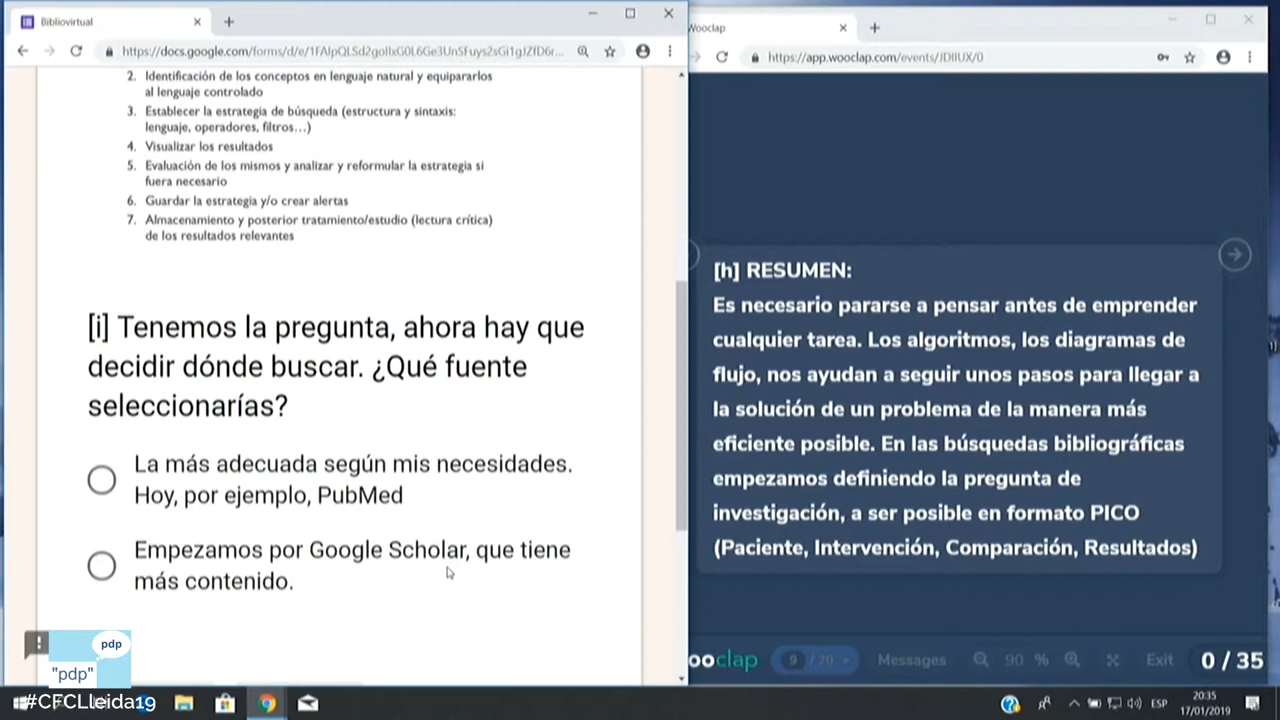 Bibliovirtual
Wooclap
https://app.wooclap.com/events/JDIIUX/0
2. Identificación de los conceptos en lenguaje natural y equipararlos
al lenguaje controlado
3. Establecer la estrategia de búsqueda (estructura y sintaxis:
lenguaje, operadores, filtros...)
4. Visualizar los resultados
5. Evaluación de los mismos y analizar y reformular la estrategia si
fuera necesario
6. Guardar la estrategia y/o crear alertas
7. Almacenamiento y posterior tratamiento/estudio (lectura crítica)
de los resultados relevantes
[i] Tenemos la pregunta, ahora hay que
decidir dónde buscar. ¿Qué fuente
seleccionarías?
La más adecuada según mis necesidades.
Hoy, por ejemplo, PubMed
Empezamos por Google Scholar, que tiene
más contenido.
[h] RESUMEN:
Es necesario pararse a pensar antes de emprender
cualquier tarea. Los algoritmos, los diagramas de
flujo, nos ayudan a seguir unos pasos para llegar a
la solución de un problema de la manera más
eficiente posible. En las búsquedas bibliográficas
empezamos definiendo la pregunta de
investigación, a ser posible en formato PICO
(Paciente, Intervención, Comparación, Resultados)
ooclap
9 / 20
Messages
90 %
Exit
0 / 35
pdp
"pdp"
#CFCLleida19
ESP
20:35
17/01/2019